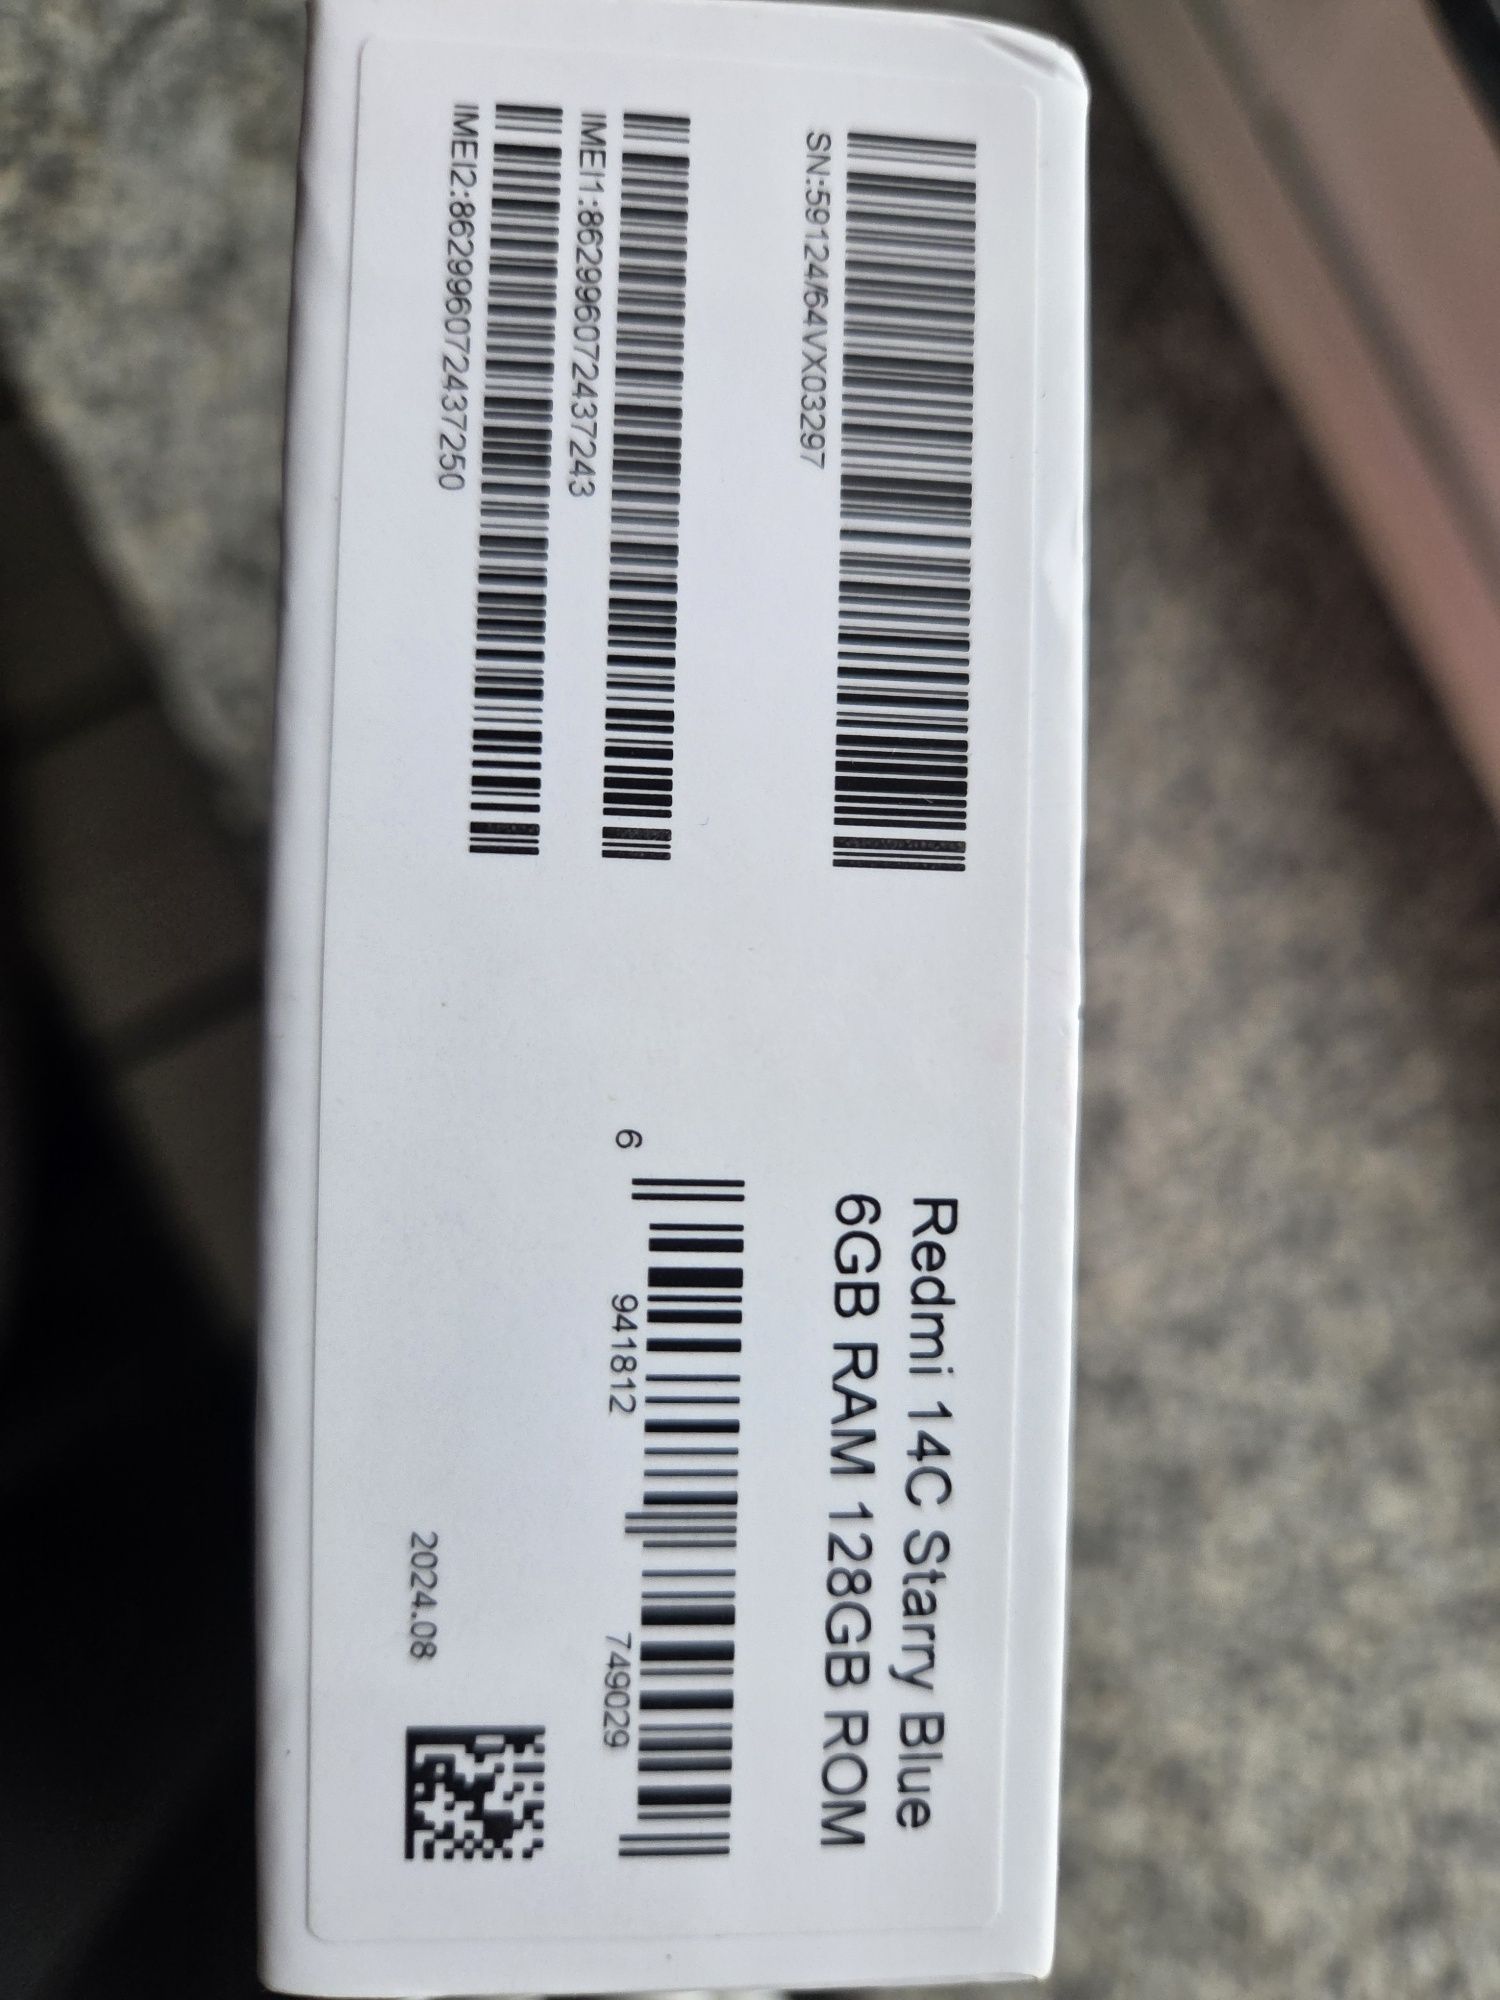 SN:59124/64VX03297
IMEI1:862996072437243
IMEI2:862996072437250
Redmi 14C Starry Blue
6GB RAM 128GB ROM
6 941812 749029
2024.08